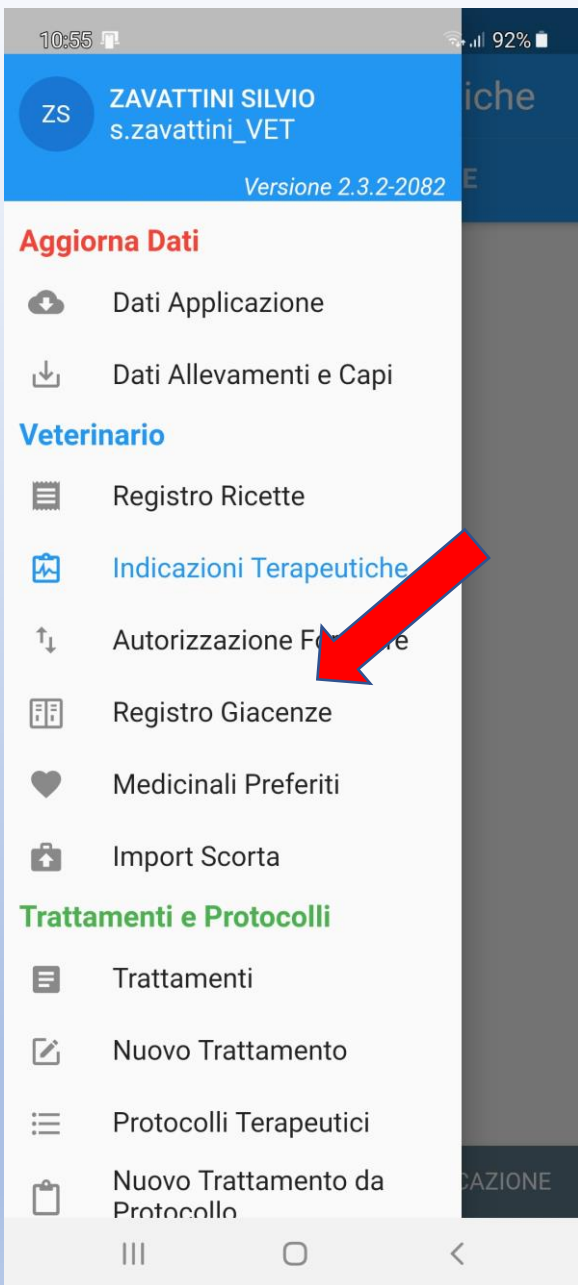 10:55 92%
iche
ZS
ZAVATTINI SILVIO
s.zavattini_VET
Versione 2.3.2-2082
E
Aggiorna Dati
Dati Applicazione
Dati Allevamenti e Capi
Veterinario
Registro Ricette
Indicazioni Terapeutiche
Autorizzazione
Registro Giacenze
Medicinali Preferiti
Import Scorta
Trattamenti e Protocolli
Trattamenti
Nuovo Trattamento
Protocolli Terapeutici
Nuovo Trattamento da
Protocollo
CAZIONE